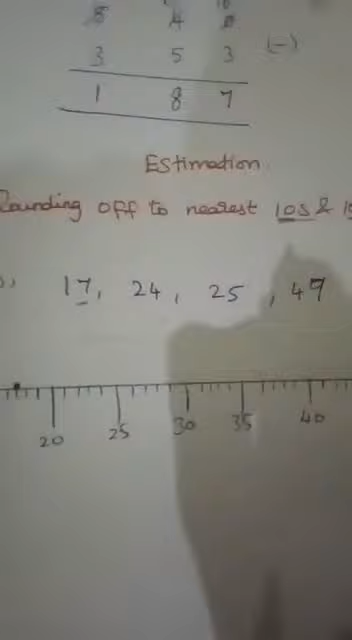 5 4 0
3 5 3 (-)
1 8 7
Estimation.
Rounding off to nearest 10s &
17, 24, 25, 49
20 25 30 35 40